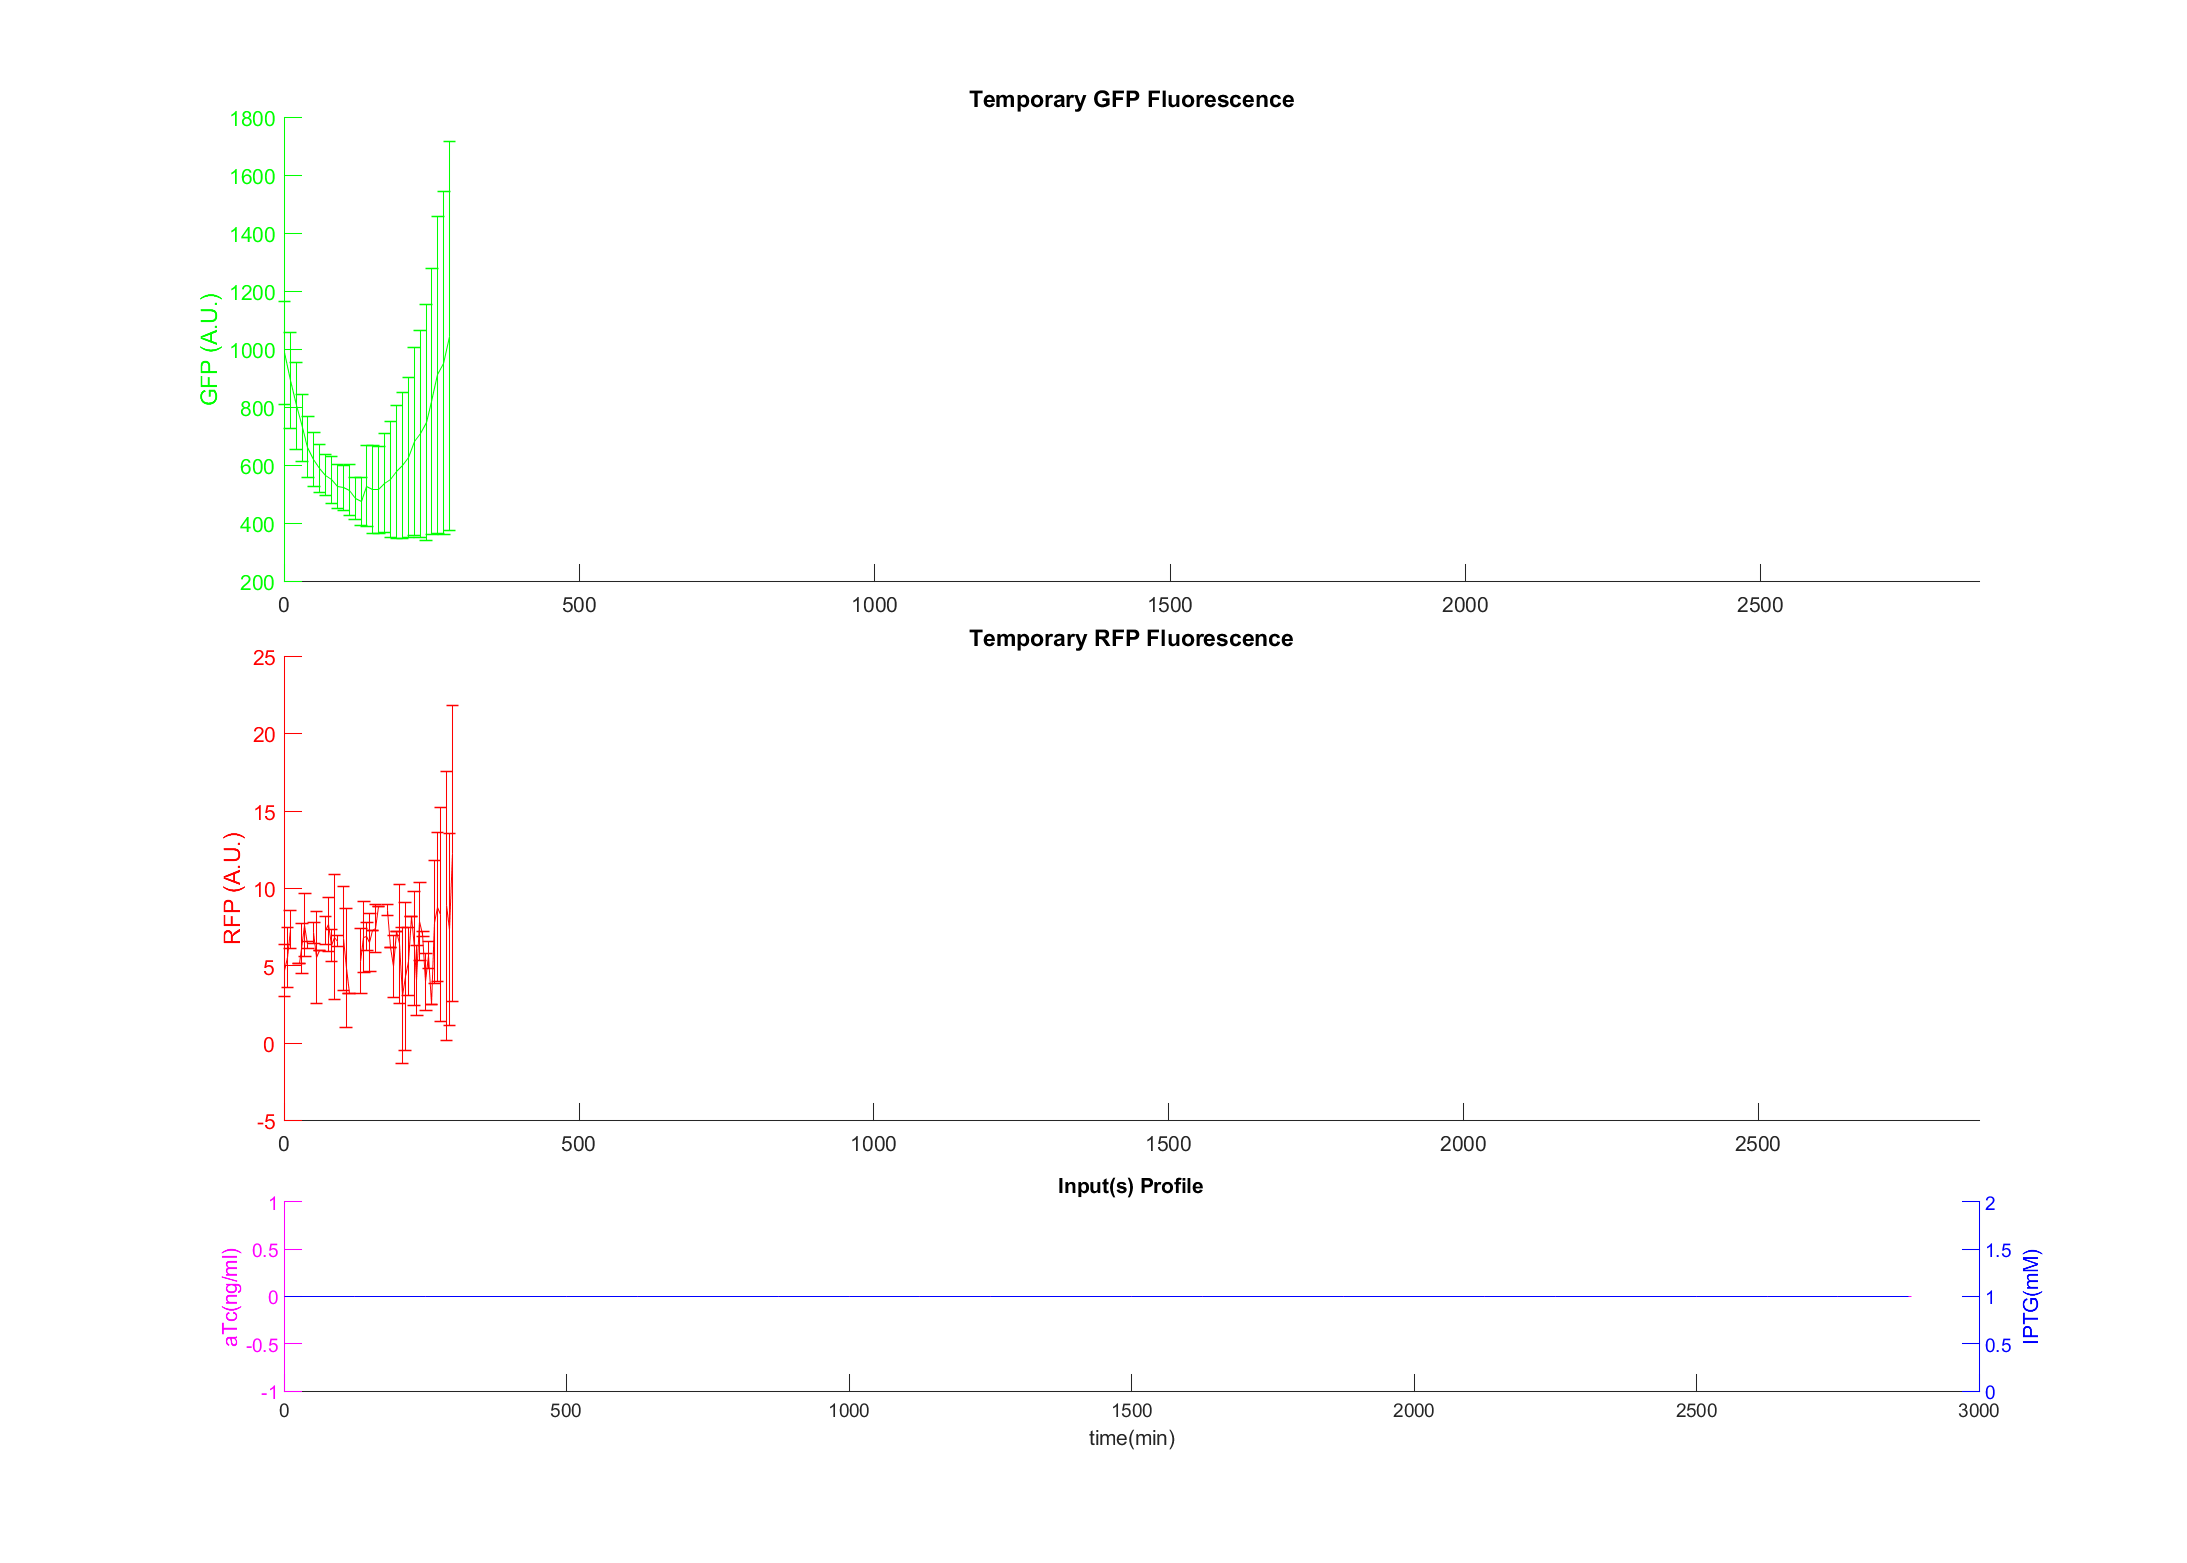 Temporary GFP Fluorescence
1800
1600
1400
1200
1000
800
600
400
200
GFP (A.U.)
0 500 1000 1500 2000 2500
Temporary RFP Fluorescence
25
20
15
10
5
0
-5
RFP (A.U.)
0 500 1000 1500 2000 2500
Input(s) Profile
1
0.5
0
-0.5
-1
aTc(ng/ml)
2
1.5
1
0.5
0
IPTG(mM)
0 500 1000 1500 2000 2500 3000
time(min)